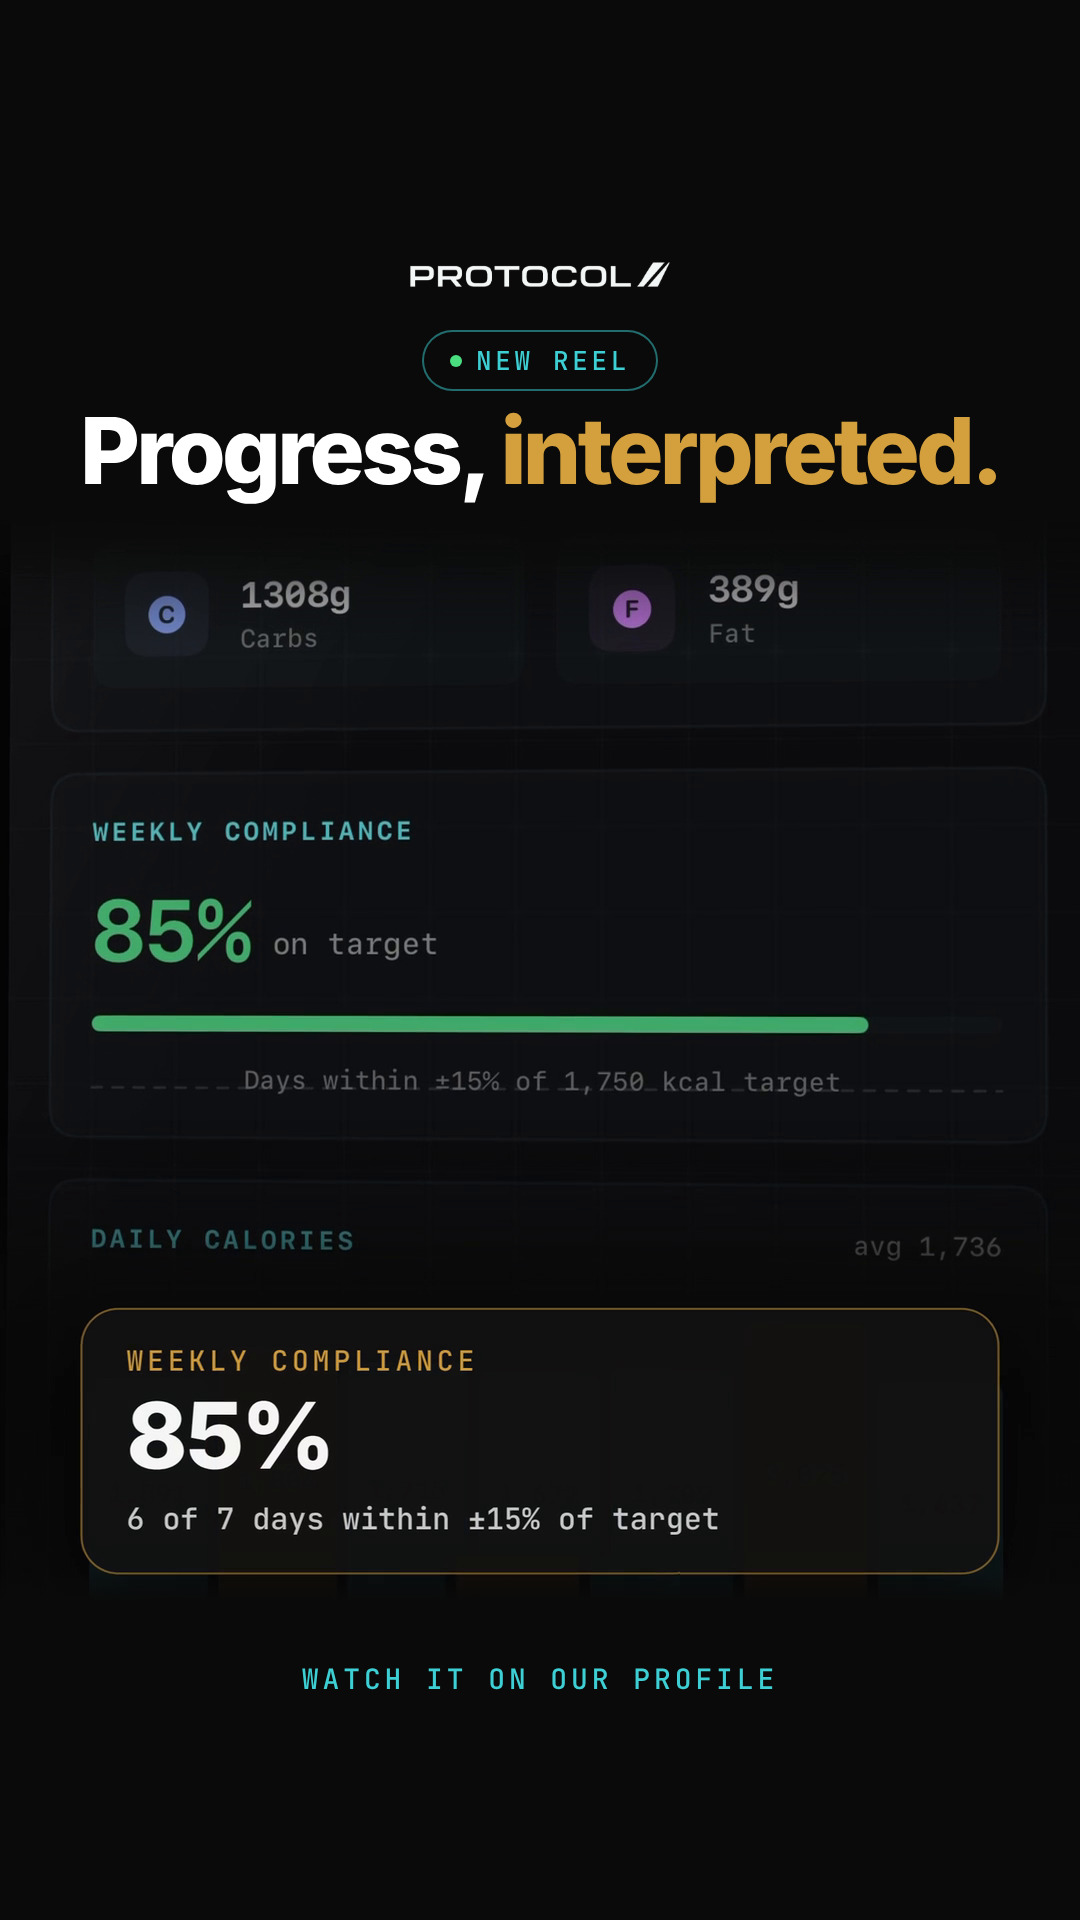 PROTOCOL
NEW REEL
Progress, interpreted.
C 1308g F 389g
Carbs Fat
WEEKLY COMPLIANCE
85% on target
Days within ±15% of 1,750 kcal target
DAILY CALORIES avg 1,736
WEEKLY COMPLIANCE
85%
6 of 7 days within ±15% of target
WATCH IT ON OUR PROFILE